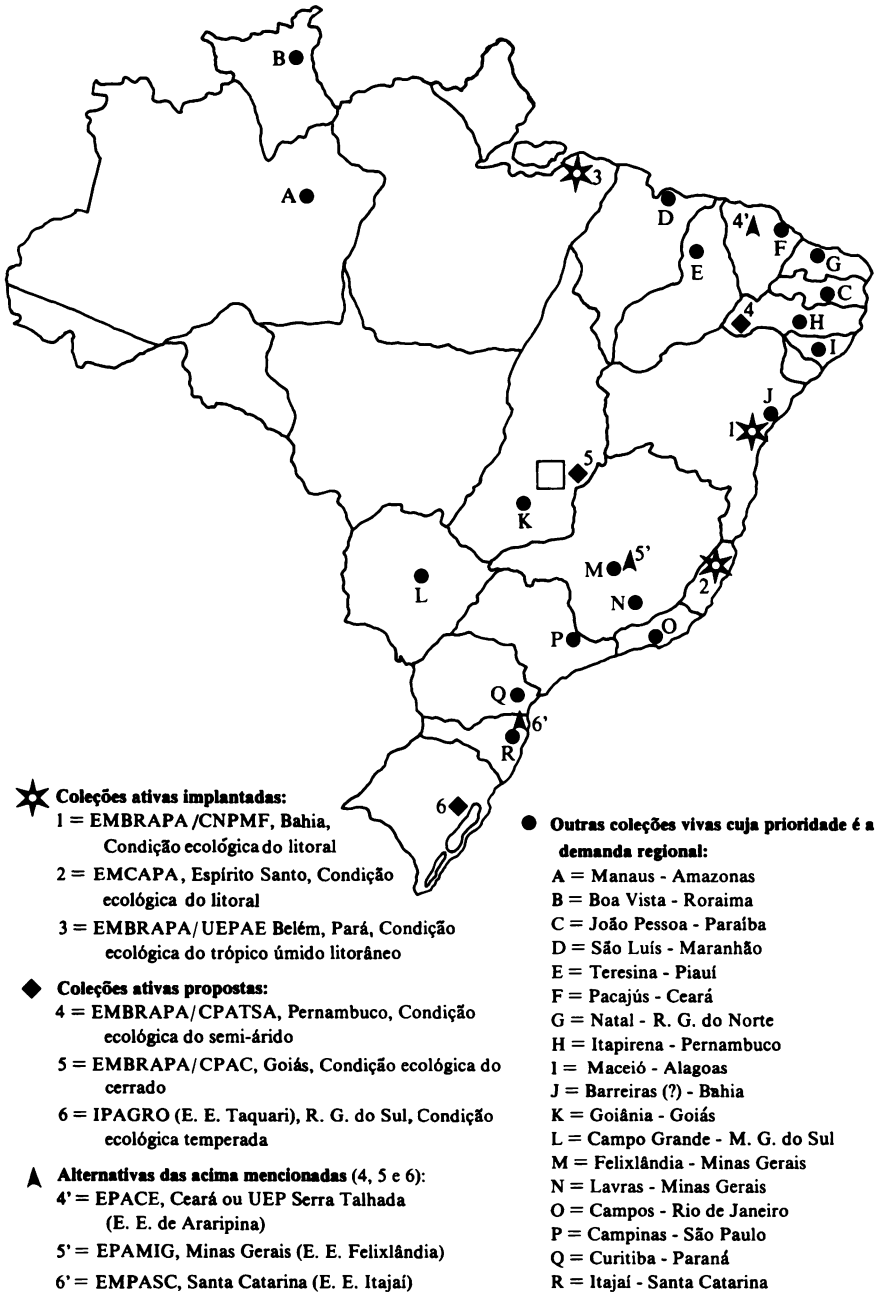 B
A
3
D
4'
F
E
G
C
4
H
I
J
1
5
K
M
5'
2
L
N
O
P
Q
6'
R
6
Coleções ativas implantadas:
1 = EMBRAPA/CNPMF, Bahia,
Condição ecológica do litoral
2 = EMCAPA, Espírito Santo, Condição
ecológica do litoral
3 = EMBRAPA/UEPAE Belém, Pará, Condição
ecológica do trópico úmido litorâneo
Coleções ativas propostas:
4 = EMBRAPA/CPATSA, Pernambuco, Condição
ecológica do semi-árido
5 = EMBRAPA/CPAC, Goiás, Condição ecológica do
cerrado
6 = IPAGRO (E. E. Taquari), R. G. do Sul, Condição
ecológica temperada
Alternativas das acima mencionadas (4, 5 e 6):
4' = EPACE, Ceará ou UEP Serra Talhada
(E. E. de Araripina)
5' = EPAMIG, Minas Gerais (E. E. Felixlândia)
6' = EMPASC, Santa Catarina (E. E. Itajaí)
Outras coleções vivas cuja prioridade é a
demanda regional:
A = Manaus - Amazonas
B = Boa Vista - Roraima
C = João Pessoa - Paraíba
D = São Luís - Maranhão
E = Teresina - Piauí
F = Pacajús - Ceará
G = Natal - R. G. do Norte
H = Itapirena - Pernambuco
I = Maceió - Alagoas
J = Barreiras (?) - Bahia
K = Goiânia - Goiás
L = Campo Grande - M. G. do Sul
M = Felixlândia - Minas Gerais
N = Lavras - Minas Gerais
O = Campos - Rio de Janeiro
P = Campinas - São Paulo
Q = Curitiba - Paraná
R = Itajaí - Santa Catarina